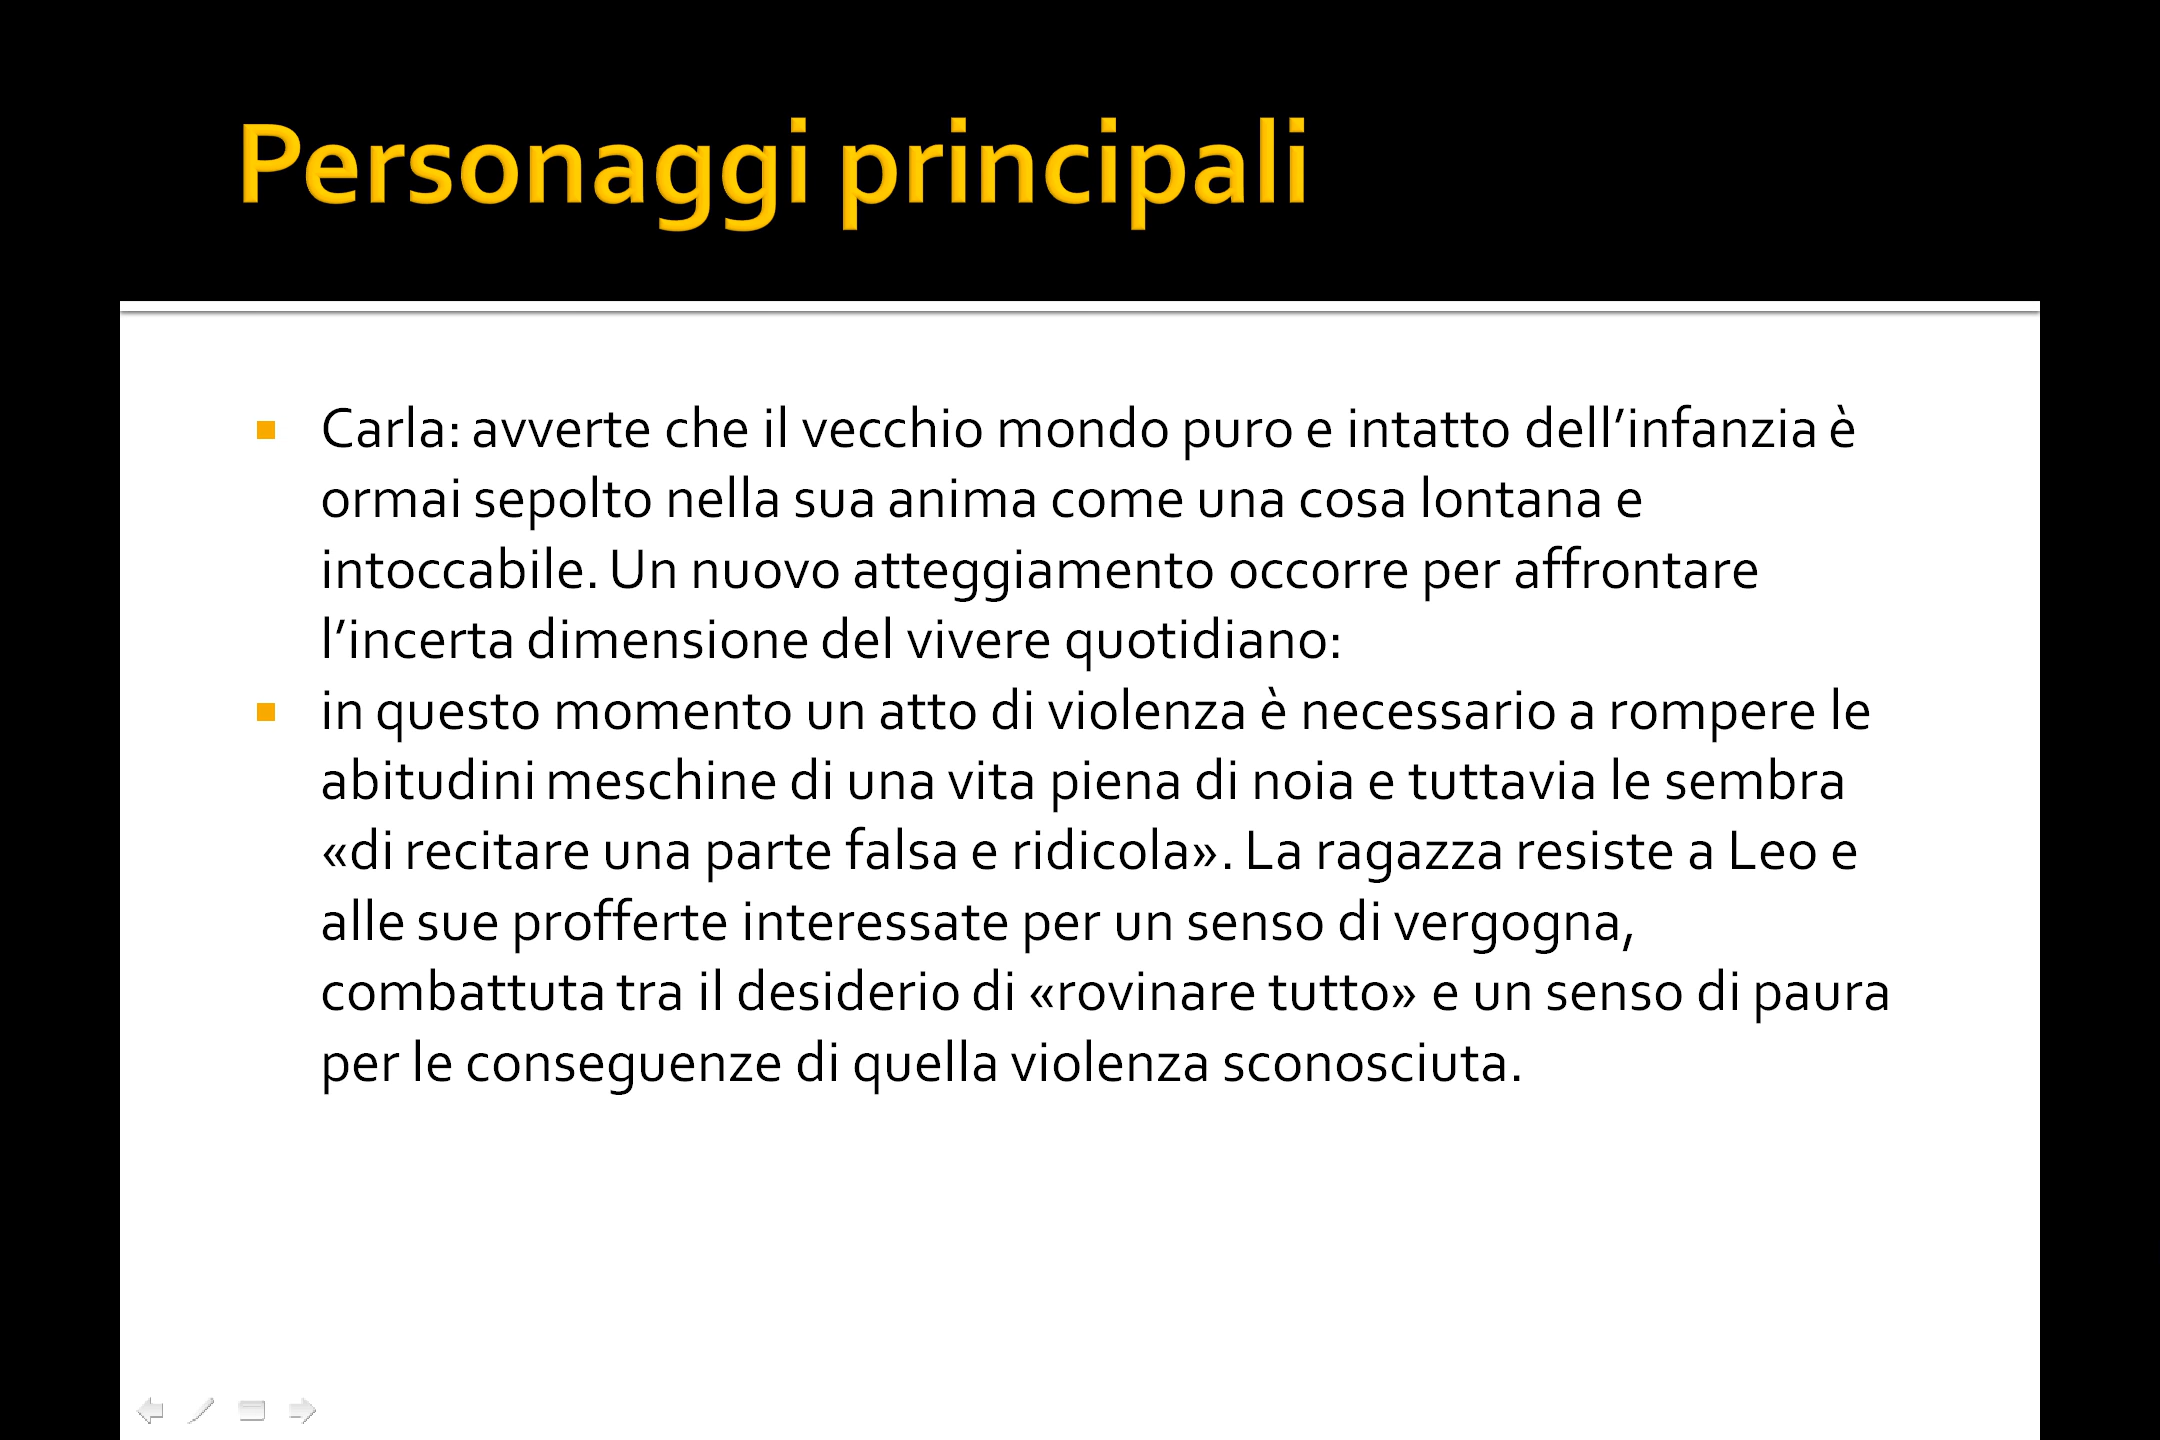 Personaggi principali
Carla: avverte che il vecchio mondo puro e intatto dell’infanzia è
ormai sepolto nella sua anima come una cosa lontana e
intoccabile. Un nuovo atteggiamento occorre per affrontare
l’incerta dimensione del vivere quotidiano:
in questo momento un atto di violenza è necessario a rompere le
abitudini meschine di una vita piena di noia e tuttavia le sembra
«di recitare una parte falsa e ridicola». La ragazza resiste a Leo e
alle sue profferte interessate per un senso di vergogna,
combattuta tra il desiderio di «rovinare tutto» e un senso di paura
per le conseguenze di quella violenza sconosciuta.